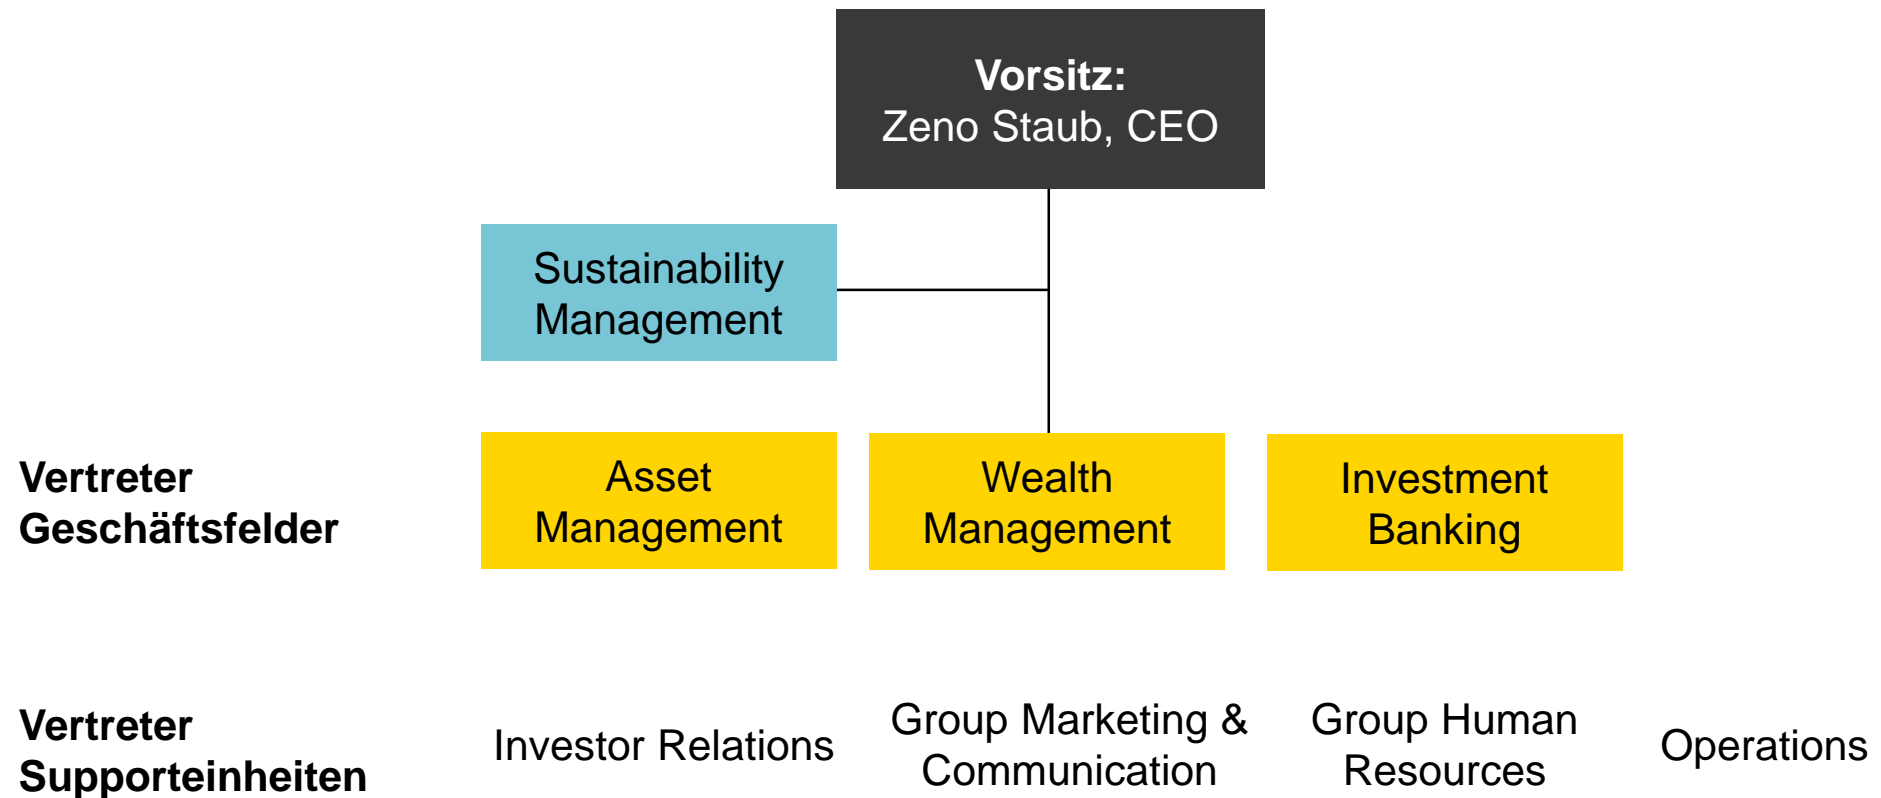 Vorsitz:
Zeno Staub, CEO
Sustainability
Management
Vertreter
Geschäftsfelder
Asset
Management
Wealth
Management
Investment
Banking
Vertreter
Supporteinheiten
Investor Relations
Group Marketing &
Communication
Group Human
Resources
Operations